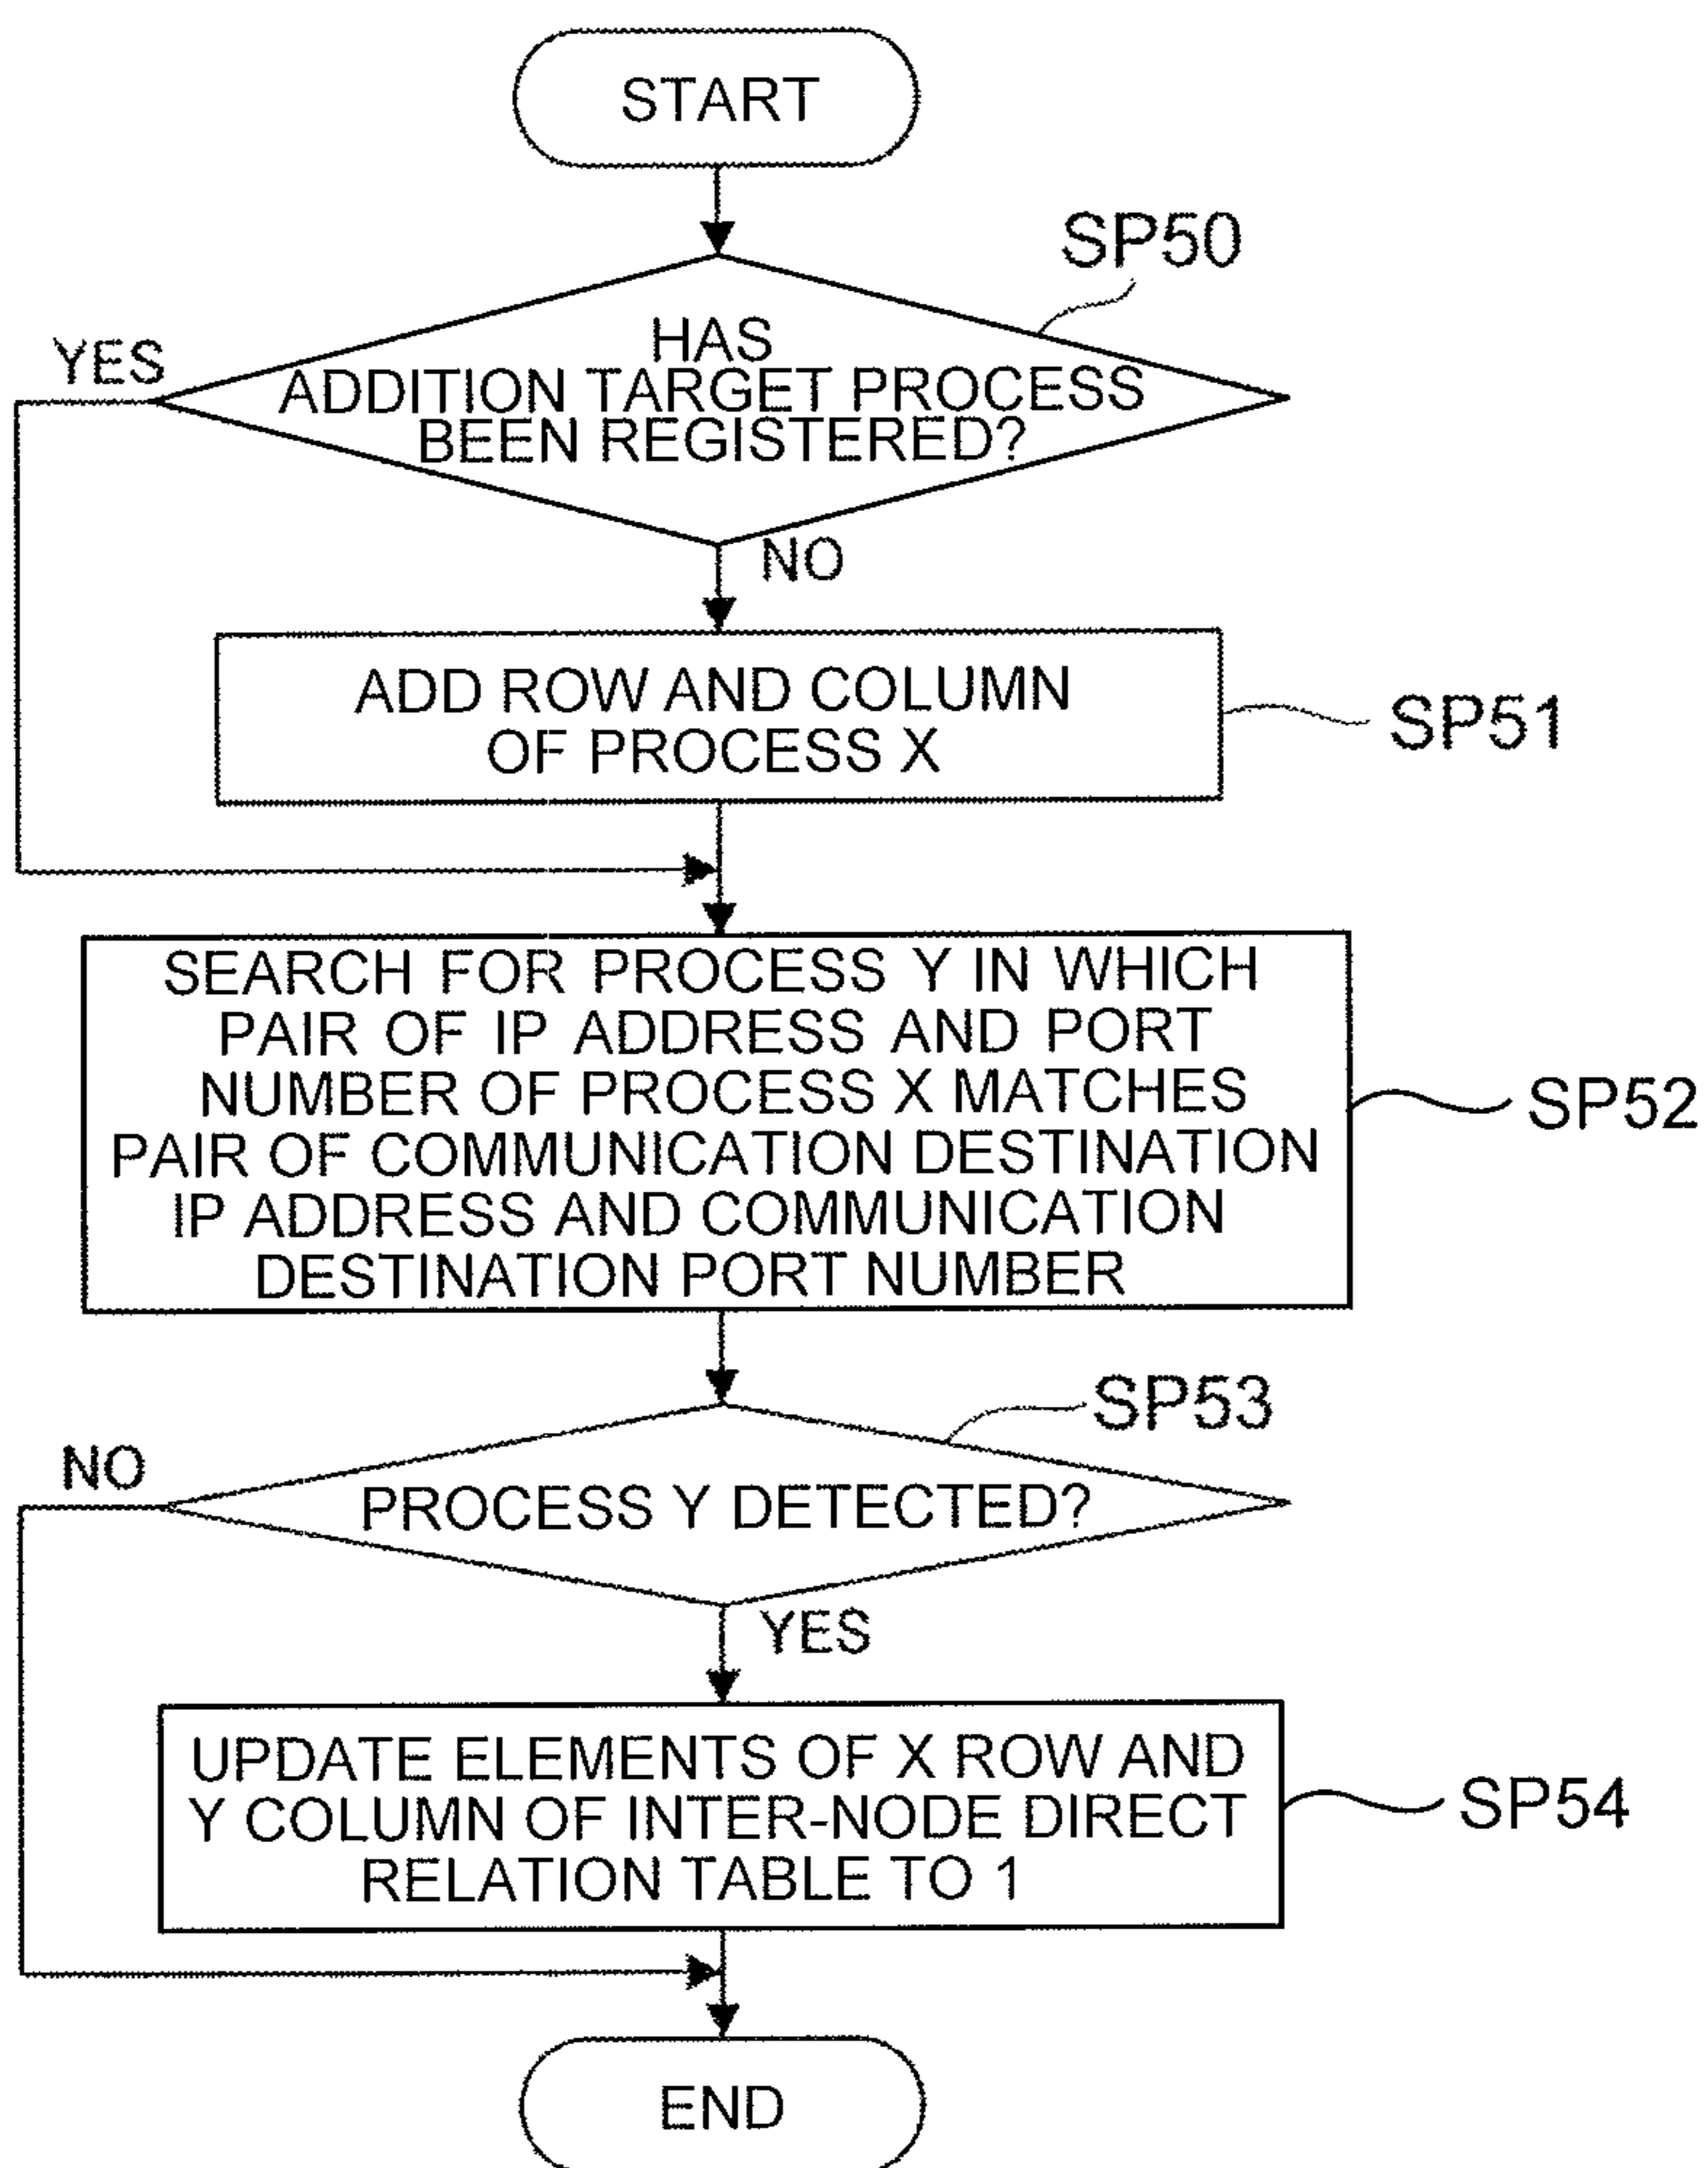 START
SP50
HAS
YES
ADDITION TARGET PROCESS
BEEN REGISTERED?
NO
ADD ROW AND COLUMN
OF PROCESS X
SP51
SEARCH FOR PROCESS Y IN WHICH
PAIR OF IP ADDRESS AND PORT
NUMBER OF PROCESS X MATCHES
PAIR OF COMMUNICATION DESTINATION
IP ADDRESS AND COMMUNICATION
DESTINATION PORT NUMBER
SP52
SP53
NO
PROCESS Y DETECTED?
YES
UPDATE ELEMENTS OF X ROW AND
Y COLUMN OF INTER-NODE DIRECT
RELATION TABLE TO 1
SP54
END